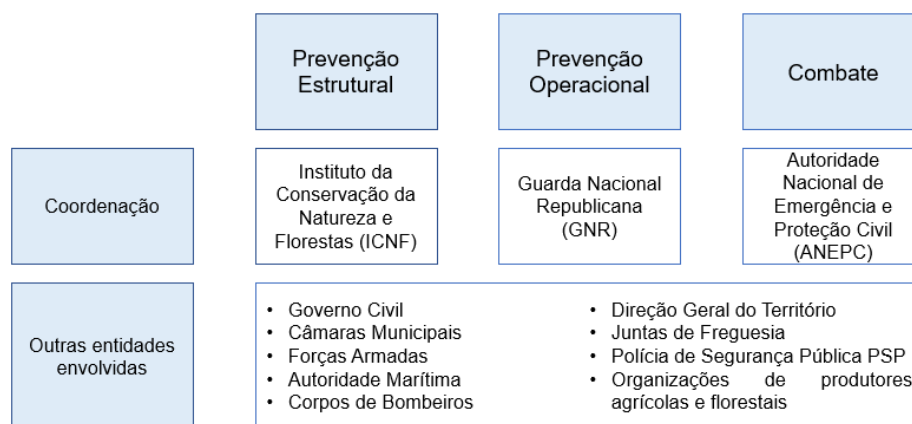 Prevenção
Estrutural
Prevenção
Operacional
Combate
Coordenação
Instituto da
Conservação da
Natureza e
Florestas (ICNF)
Guarda Nacional
Republicana
(GNR)
Autoridade
Nacional de
Emergência e
Proteção Civil
(ANEPC)
Outras entidades
envolvidas
• Governo Civil
• Câmaras Municipais
• Forças Armadas
• Autoridade Marítima
• Corpos de Bombeiros
• Direção Geral do Território
• Juntas de Freguesia
• Polícia de Segurança Pública PSP
• Organizações de produtores
agrícolas e florestais